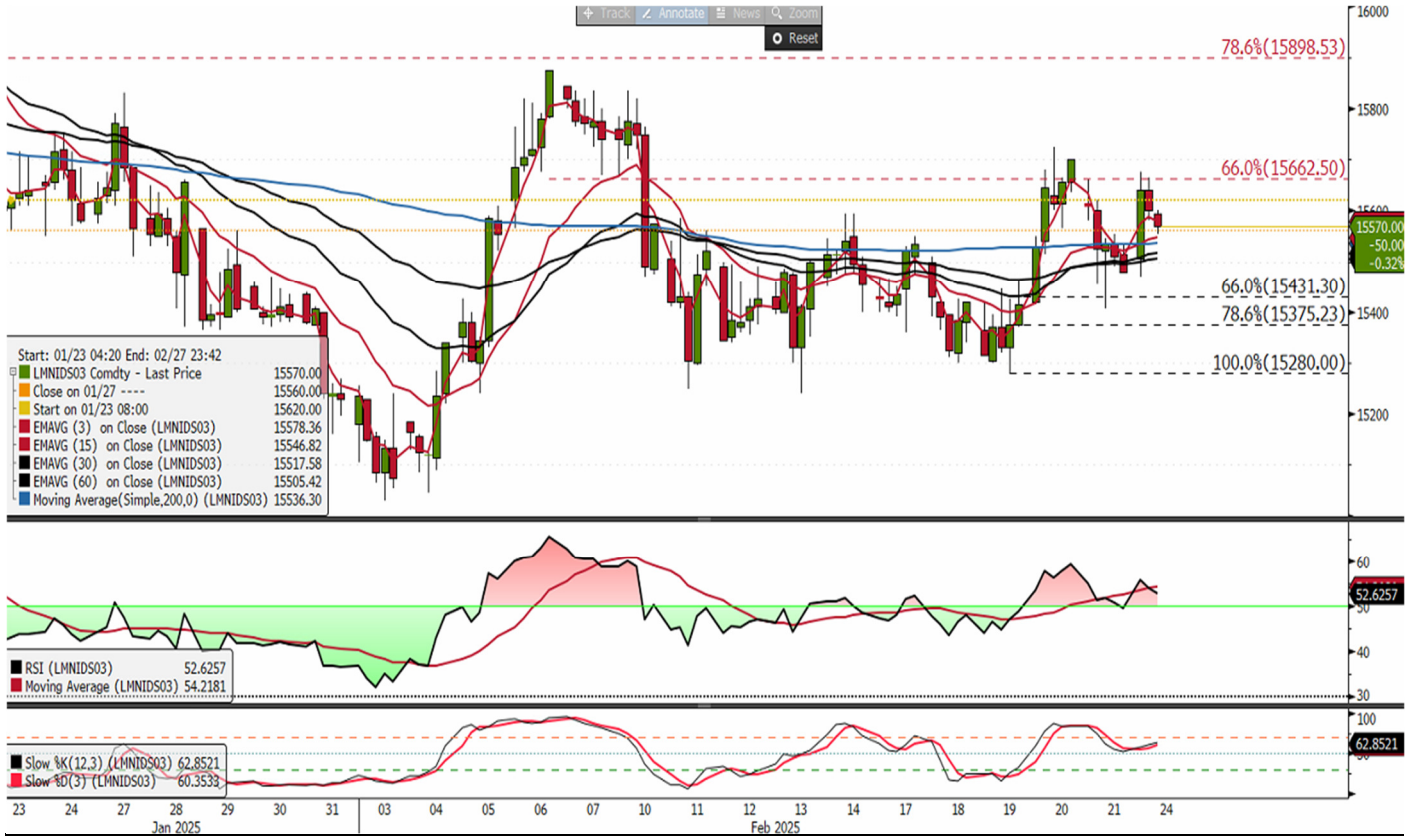 Track Annotate News Zoom
Reset
16000
78.6%(15898.53)
15800
66.0%(15662.50)
15600
15570.00
-50.00
-0.32%
66.0%(15431.30)
15400
78.6%(15375.23)
100.0%(15280.00)
15200
Start: 01/23 04:20 End: 02/27 23:42
LMNIDS03 Comdty - Last Price 15570.00
Close on 01/27 ---- 15560.00
Start on 01/23 08:00 15620.00
EMAVG (3) on Close (LMNIDS03) 15578.36
EMAVG (15) on Close (LMNIDS03) 15546.82
EMAVG (30) on Close (LMNIDS03) 15517.58
EMAVG (60) on Close (LMNIDS03) 15505.42
Moving Average(Simple,200,0) (LMNIDS03) 15536.30
60
52.6257
50
40
30
RSI (LMNIDS03) 52.6257
Moving Average (LMNIDS03) 54.2181
100
62.8521
Slow %K(12,3) (LMNIDS03) 62.8521
Slow %D(3) (LMNIDS03) 60.3533
23 24 27 28 29 30 31 03 04 05 06 07 10 11 12 13 14 17 18 19 20 21 24
Jan 2025 Feb 2025